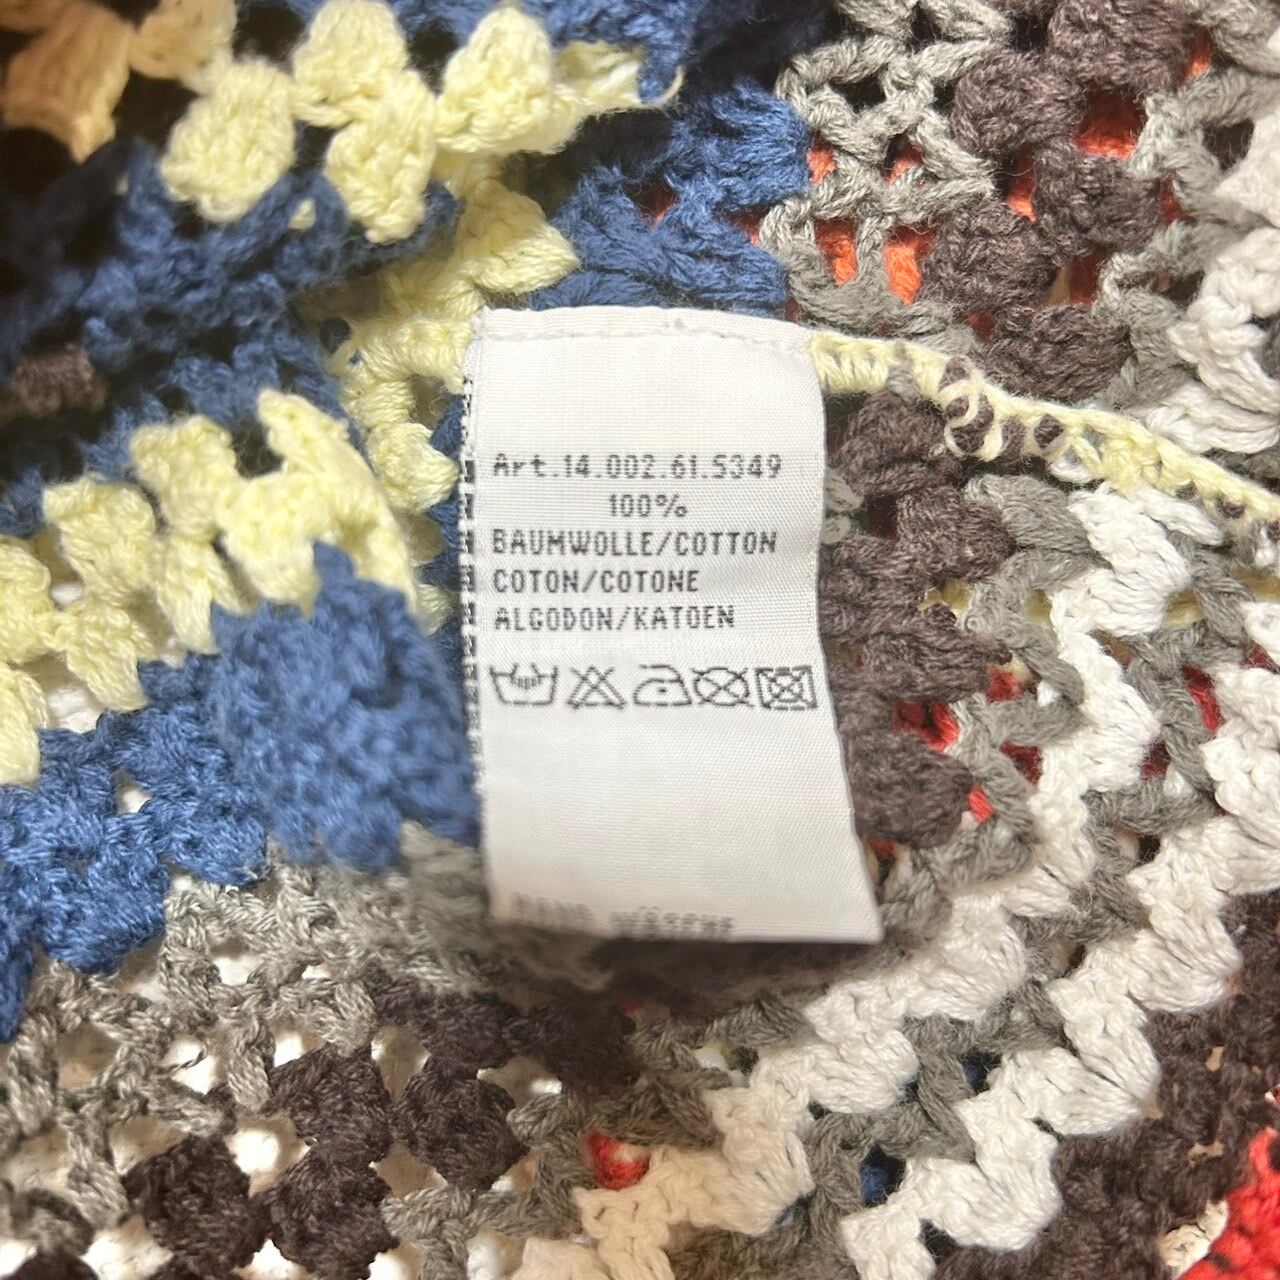 Art.14.002.61.5349
100%
BAUMWOLLE/COTTON
COTON/COTONE
ALGODON/KATOEN